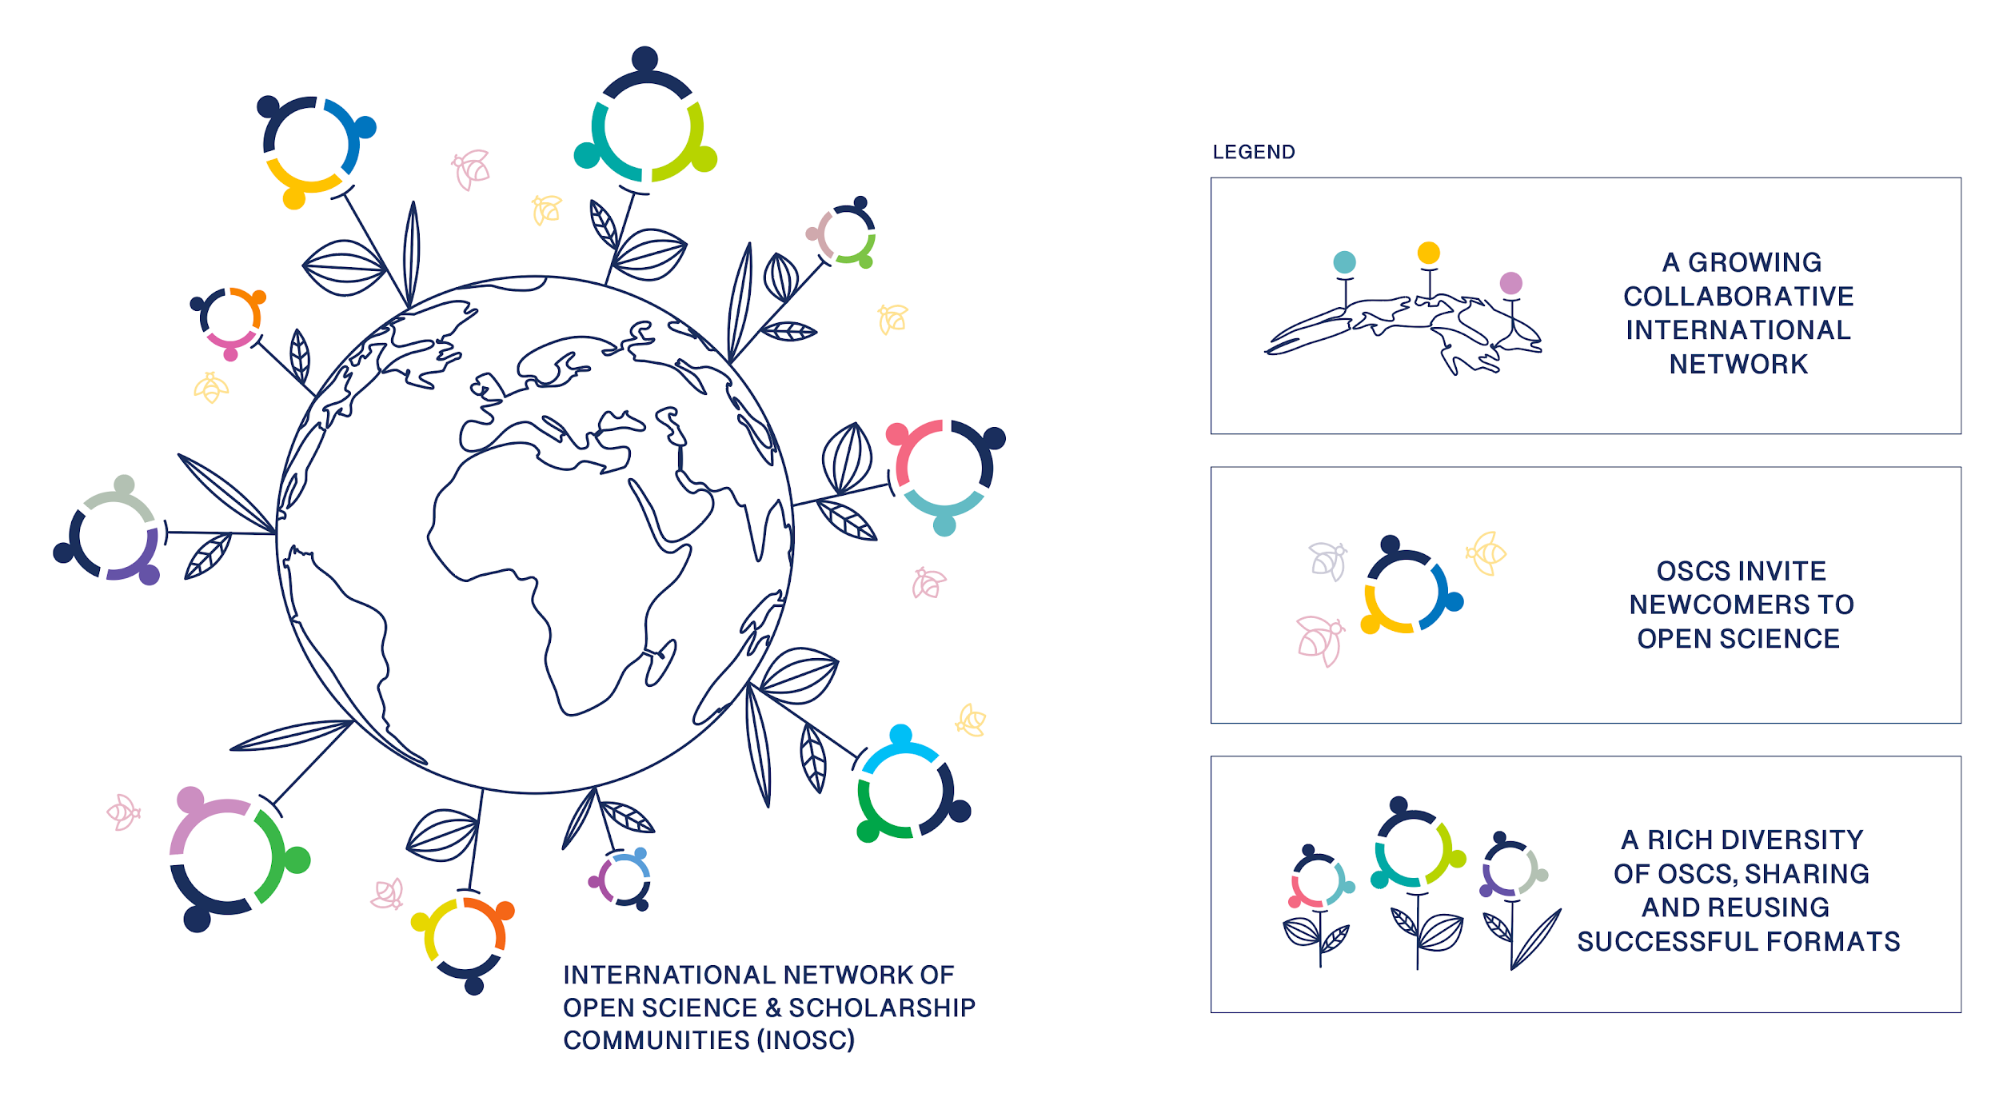 LEGEND
A GROWING
COLLABORATIVE
INTERNATIONAL
NETWORK
OSCS INVITE
NEWCOMERS TO
OPEN SCIENCE
A RICH DIVERSITY
OF OSCS, SHARING
AND REUSING
SUCCESSFUL FORMATS
INTERNATIONAL NETWORK OF
OPEN SCIENCE & SCHOLARSHIP
COMMUNITIES (INOSC)